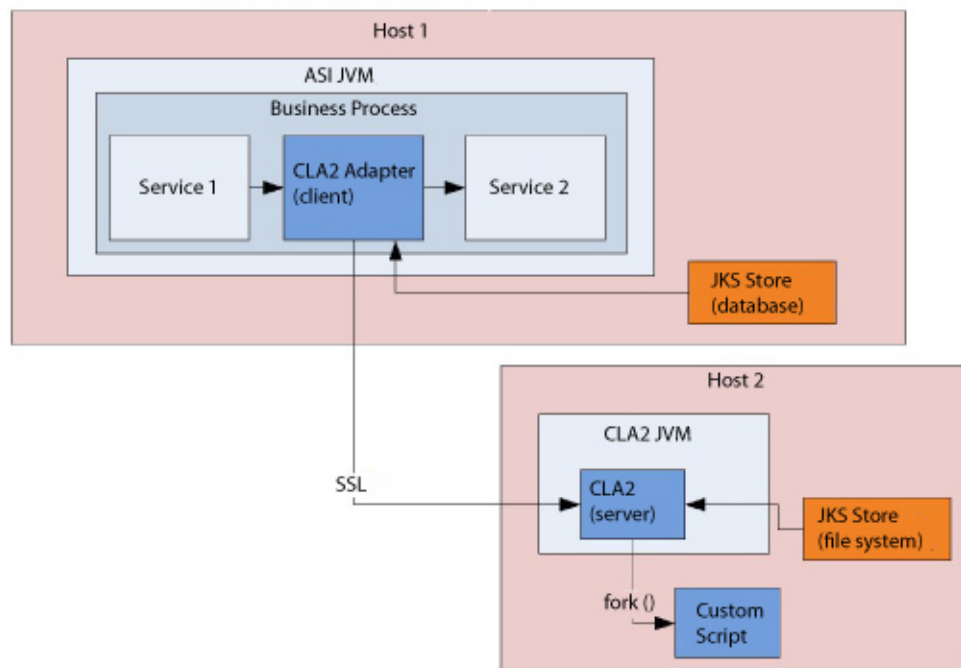 Host 1
ASI JVM
Business Process
Service 1
CLA2 Adapter
(client)
Service 2
JKS Store
(database)
Host 2
CLA2 JVM
SSL
CLA2
(server)
JKS Store
(file system)
fork ()
Custom
Script